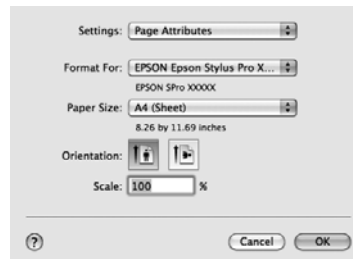 Settings: Page Attributes
Format For: EPSON Epson Stylus Pro X...
EPSON SPro XXXXX
Paper Size: A4 (Sheet)
8.26 by 11.69 inches
Orientation:
Scale: 100 %
? Cancel OK